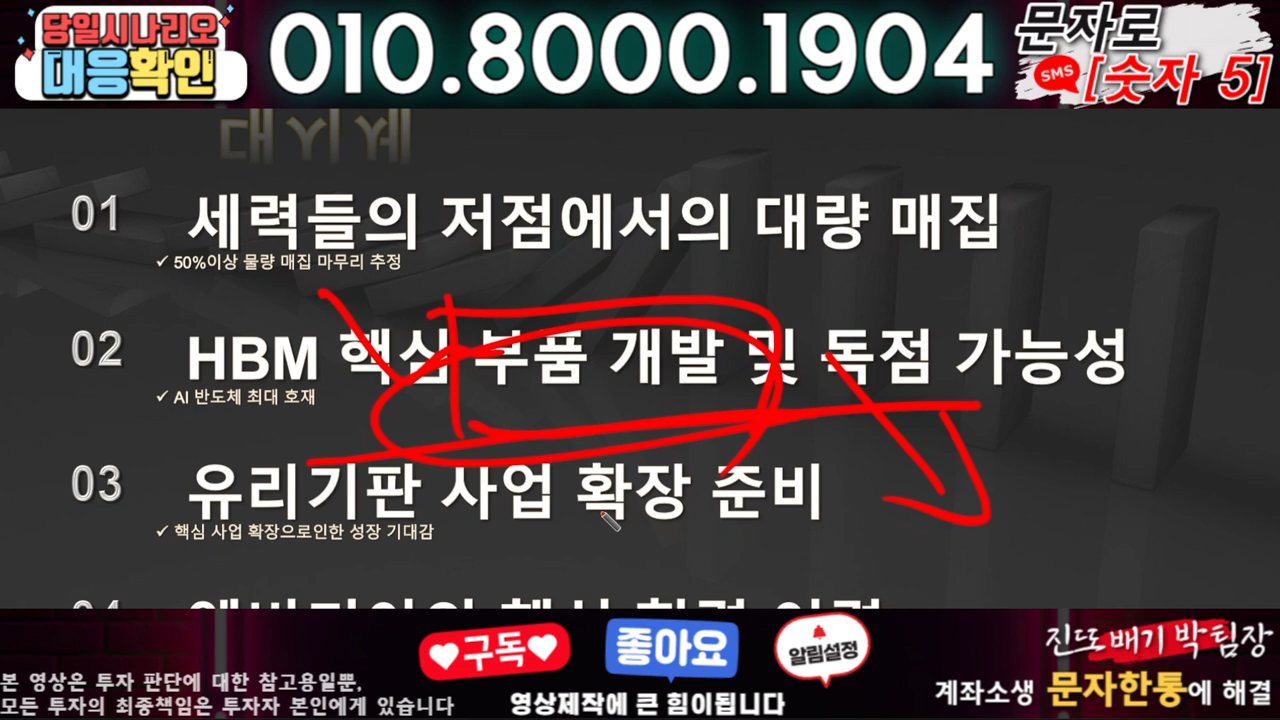 당일시나리오
대응확인
010.8000.1904
문자로
SMS
[숫자 5]
01
세력들의 저점에서의 대량 매집
✓ 50%이상 물량 매집 마무리 추정
02
HBM 핵심 부품 개발 및 독점 가능성
✓ AI 반도체 최대 호재
03
유리기판 사업 확장 준비
✓ 핵심 사업 확장으로인한 성장 기대감
구독
좋아요
알림설정
영상제작에 큰 힘이됩니다
본 영상은 투자 판단에 대한 참고용일뿐,
모든 투자의 최종책임은 투자자 본인에게 있습니다
진또배기 박팀장
계좌소생 문자한통에 해결